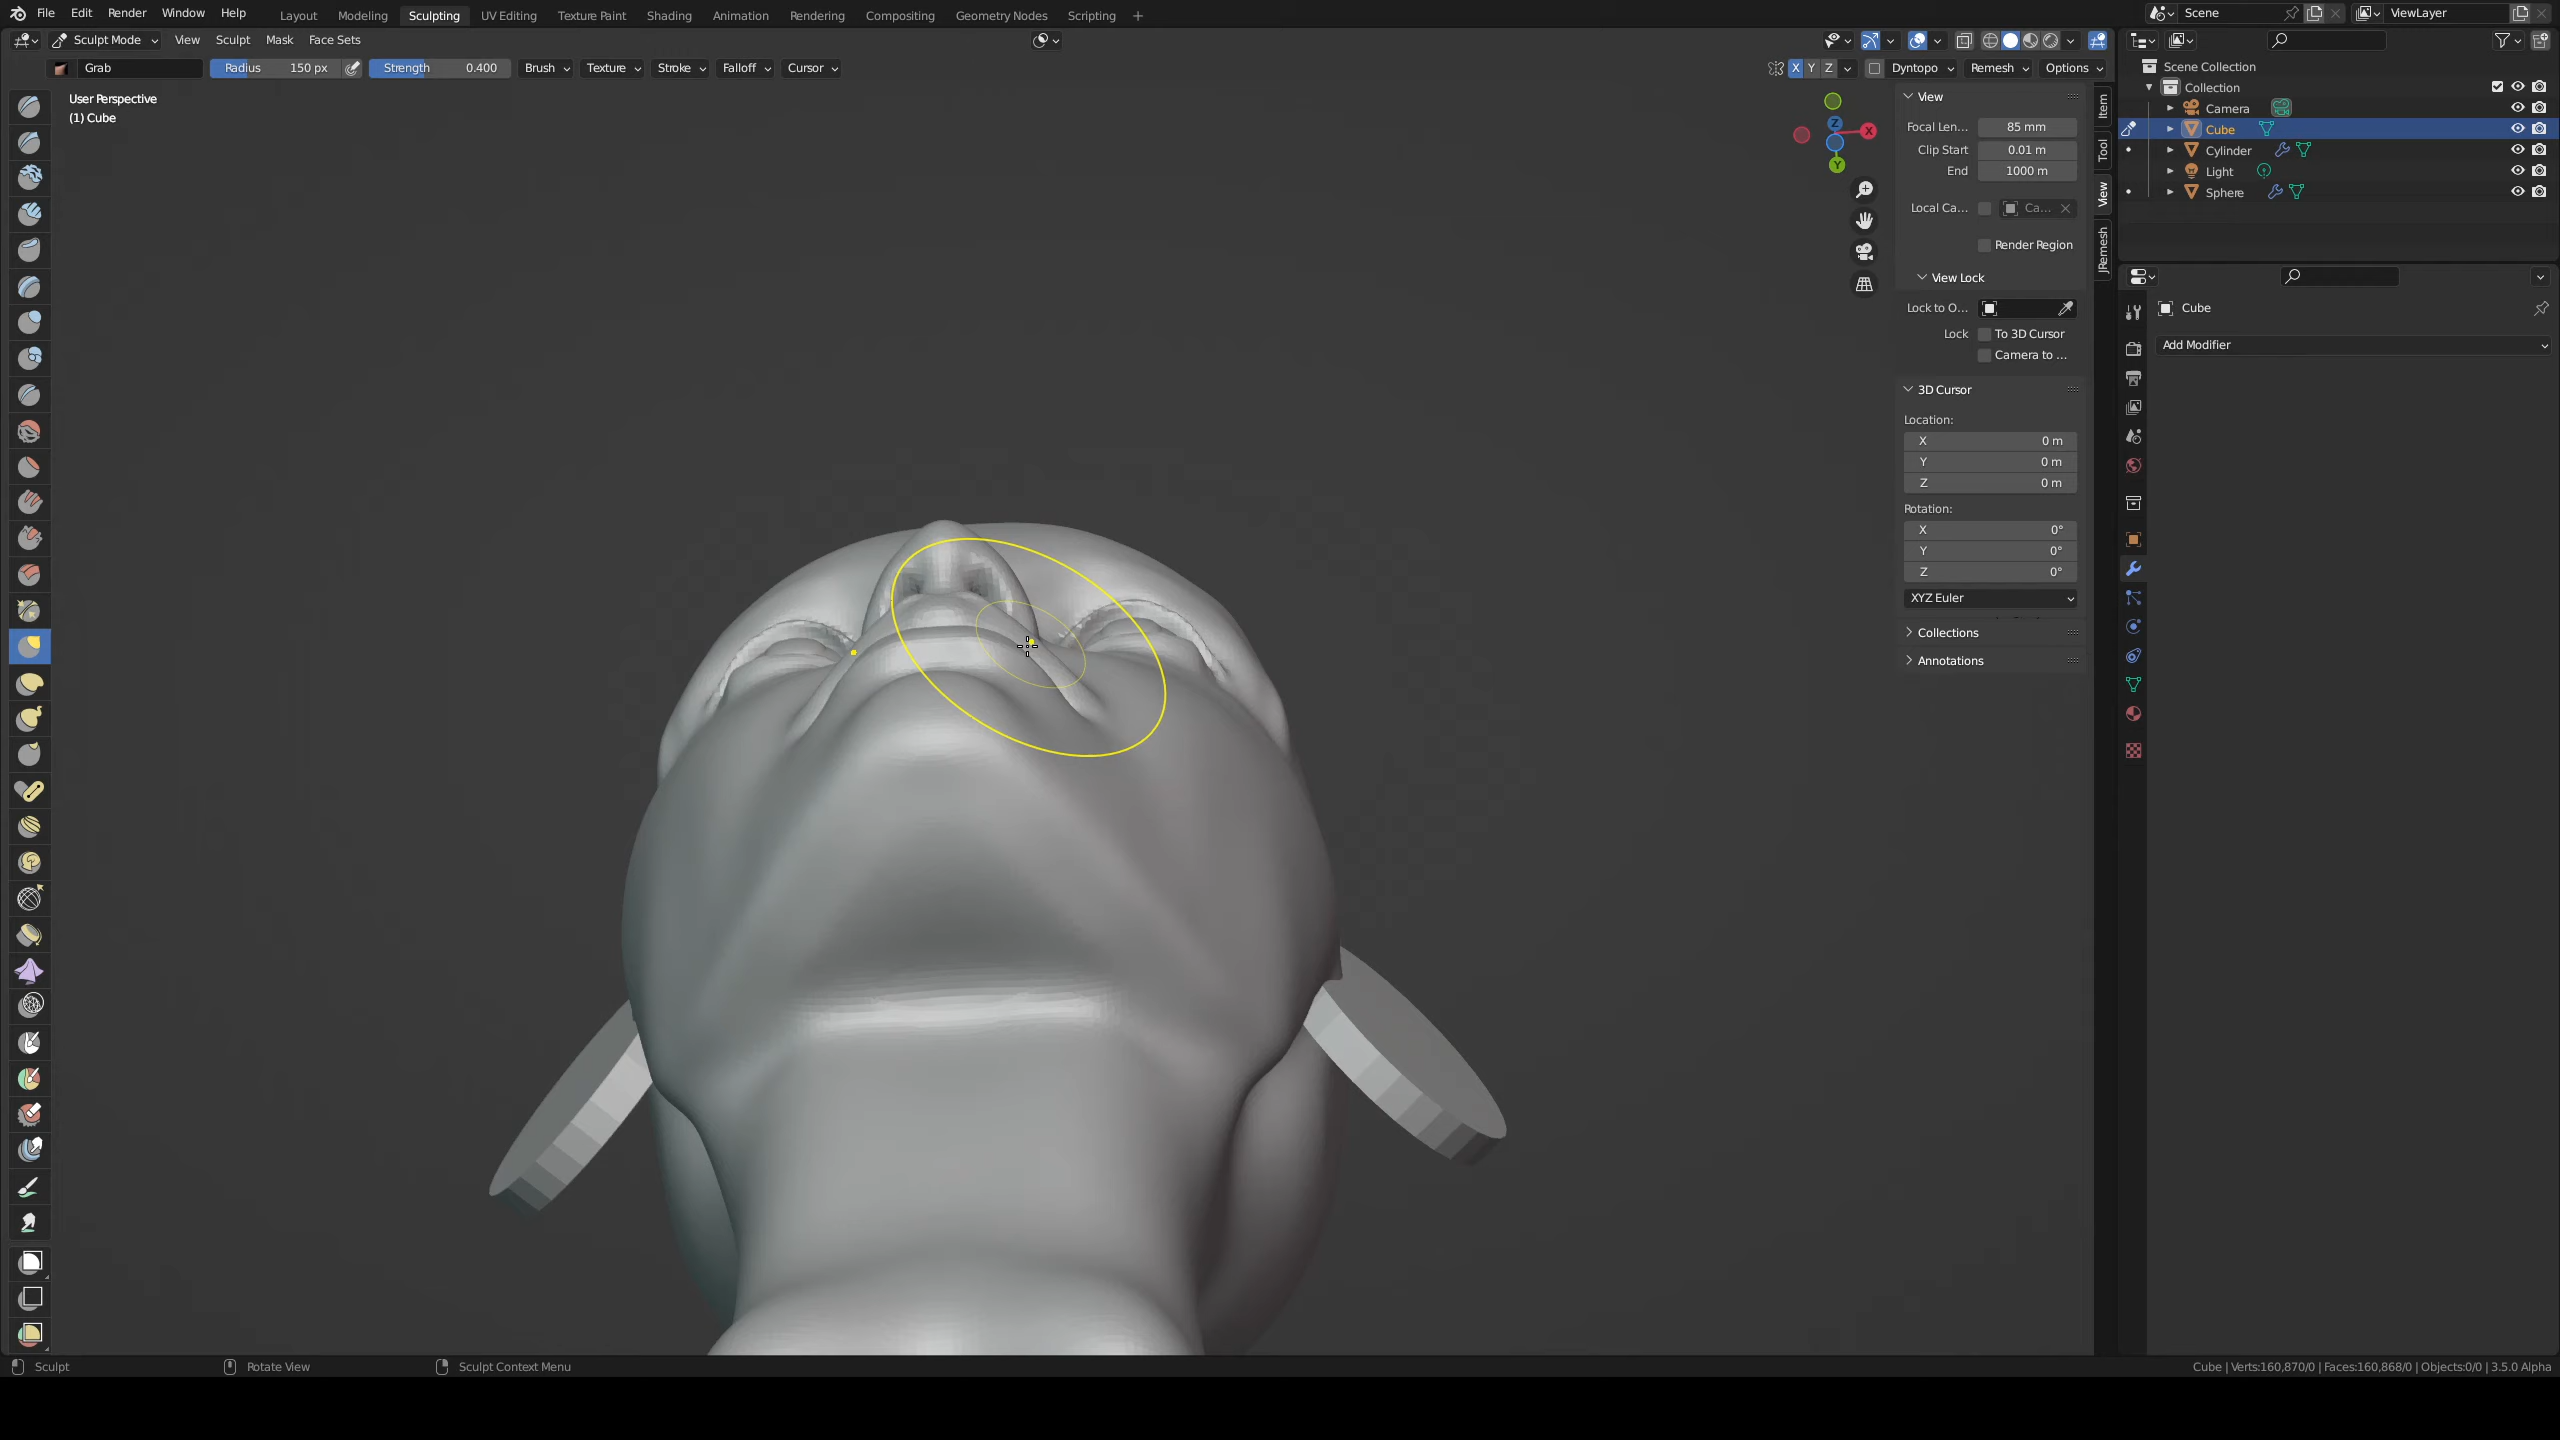 File Edit Render Window Help Layout Modeling Sculpting UV Editing Texture Paint Shading Animation Rendering Compositing Geometry Nodes Scripting Scene ViewLayer
Sculpt Mode View Sculpt Mask Face Sets
Grab Radius 150 px Strength 0.400 Brush Texture Stroke Falloff Cursor X Y Z Dyntopo Remesh Options
User Perspective
(1) Cube
Z
X
Y
View
Focal Len... 85 mm
Clip Start 0.01 m
End 1000 m
Local Ca... Ca...
Render Region
View Lock
Lock to O...
Lock To 3D Cursor
Camera to ...
3D Cursor
Location:
X 0 m
Y 0 m
Z 0 m
Rotation:
X 0°
Y 0°
Z 0°
XYZ Euler
Collections
Annotations
Item
Tool
View
JRemesh
Scene Collection
Collection
Camera
Cube
Cylinder
Light
Sphere
Cube
Add Modifier
Sculpt Rotate View Sculpt Context Menu Cube | Verts:160,870/0 | Faces:160,868/0 | Objects:0/0 | 3.5.0 Alpha